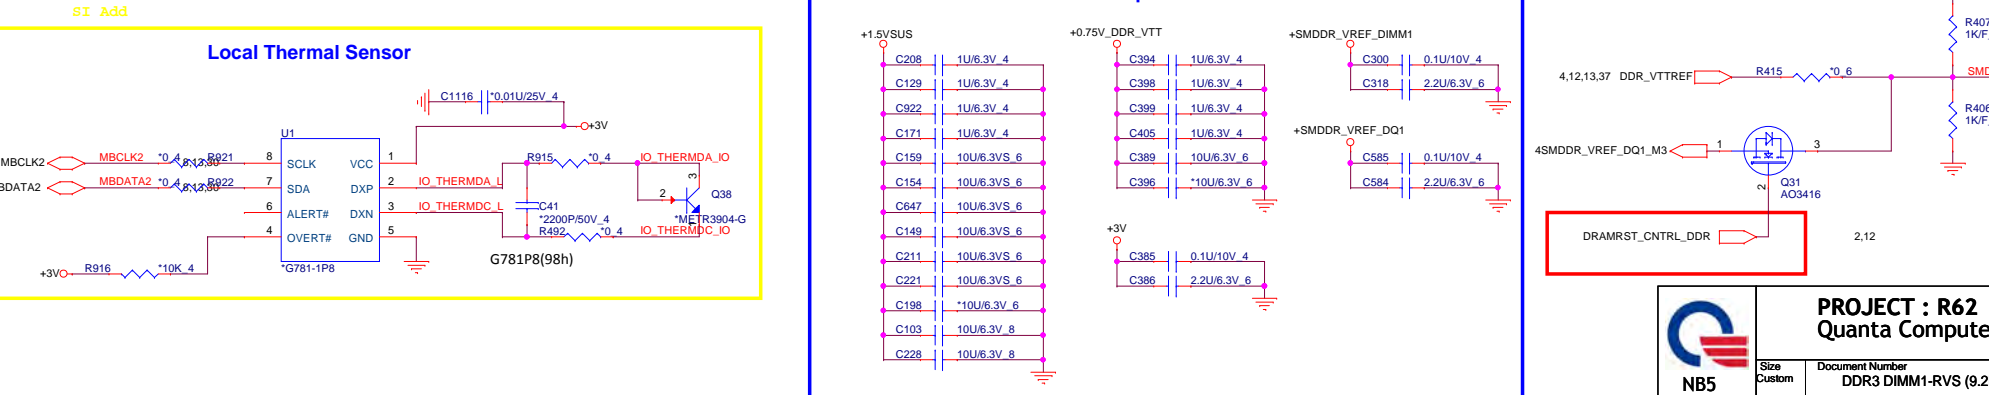 SI Add
Local Thermal Sensor
C1116 *0.01U/25V_4
+3V
U1
MBCLK2 MBCLK2 *0_4 R921 8 SCLK VCC 1
MBDATA2 *0_4 R922 7 SDA DXP 2 IO_THERMDA_L
6 ALERT# DXN 3 IO_THERMDC_L
4 OVERT# GND 5
*G781-1P8
+3V R916 *10K_4
R915 *0_4 IO_THERMDA_IO
C41
*2200P/50V_4
R492 *0_4 IO_THERMDC_IO
3
2 Q38
*METR3904-G
G781P8(98h)
+1.5VSUS
C208 1U/6.3V_4
C129 1U/6.3V_4
C922 1U/6.3V_4
C171 1U/6.3V_4
C159 10U/6.3VS_6
C154 10U/6.3VS_6
C647 10U/6.3VS_6
C149 10U/6.3VS_6
C211 10U/6.3VS_6
C221 10U/6.3VS_6
C198 *10U/6.3V_6
C103 10U/6.3V_8
C228 10U/6.3V_8
+0.75V_DDR_VTT
C394 1U/6.3V_4
C398 1U/6.3V_4
C399 1U/6.3V_4
C405 1U/6.3V_4
C389 10U/6.3V_6
C396 *10U/6.3V_6
+3V
C385 0.1U/10V_4
C386 2.2U/6.3V_6
+SMDDR_VREF_DIMM1
C300 0.1U/10V_4
C318 2.2U/6.3V_6
+SMDDR_VREF_DQ1
C585 0.1U/10V_4
C584 2.2U/6.3V_6
R407
1K/F
4,12,13,37 DDR_VTTREF R415 *0_6 SMD
R406
1K/F
4SMDDR_VREF_DQ1_M3 1 3
2 Q31
AO3416
DRAMRST_CNTRL_DDR 2,12
NB5
PROJECT : R62
Quanta Compute
Size
Custom
Document Number
DDR3 DIMM1-RVS (9.2